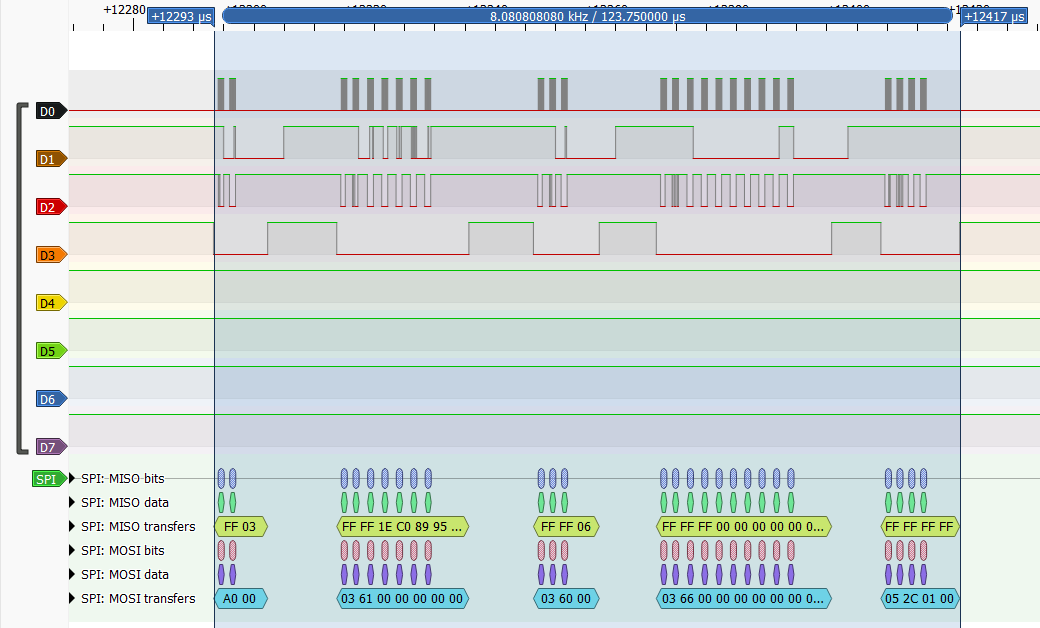 +12280
+12293 µs
8.080808080 kHz / 123.750000 µs
+12417 µs
D0
D1
D2
D3
D4
D5
D6
D7
SPI
SPI: MISO bits
SPI: MISO data
SPI: MISO transfers
FF 03
FF FF 1E C0 89 95 ...
FF FF 06
FF FF FF 00 00 00 00 00 0...
FF FF FF FF
SPI: MOSI bits
SPI: MOSI data
SPI: MOSI transfers
A0 00
03 61 00 00 00 00 00
03 60 00
03 66 00 00 00 00 00 0...
05 2C 01 00